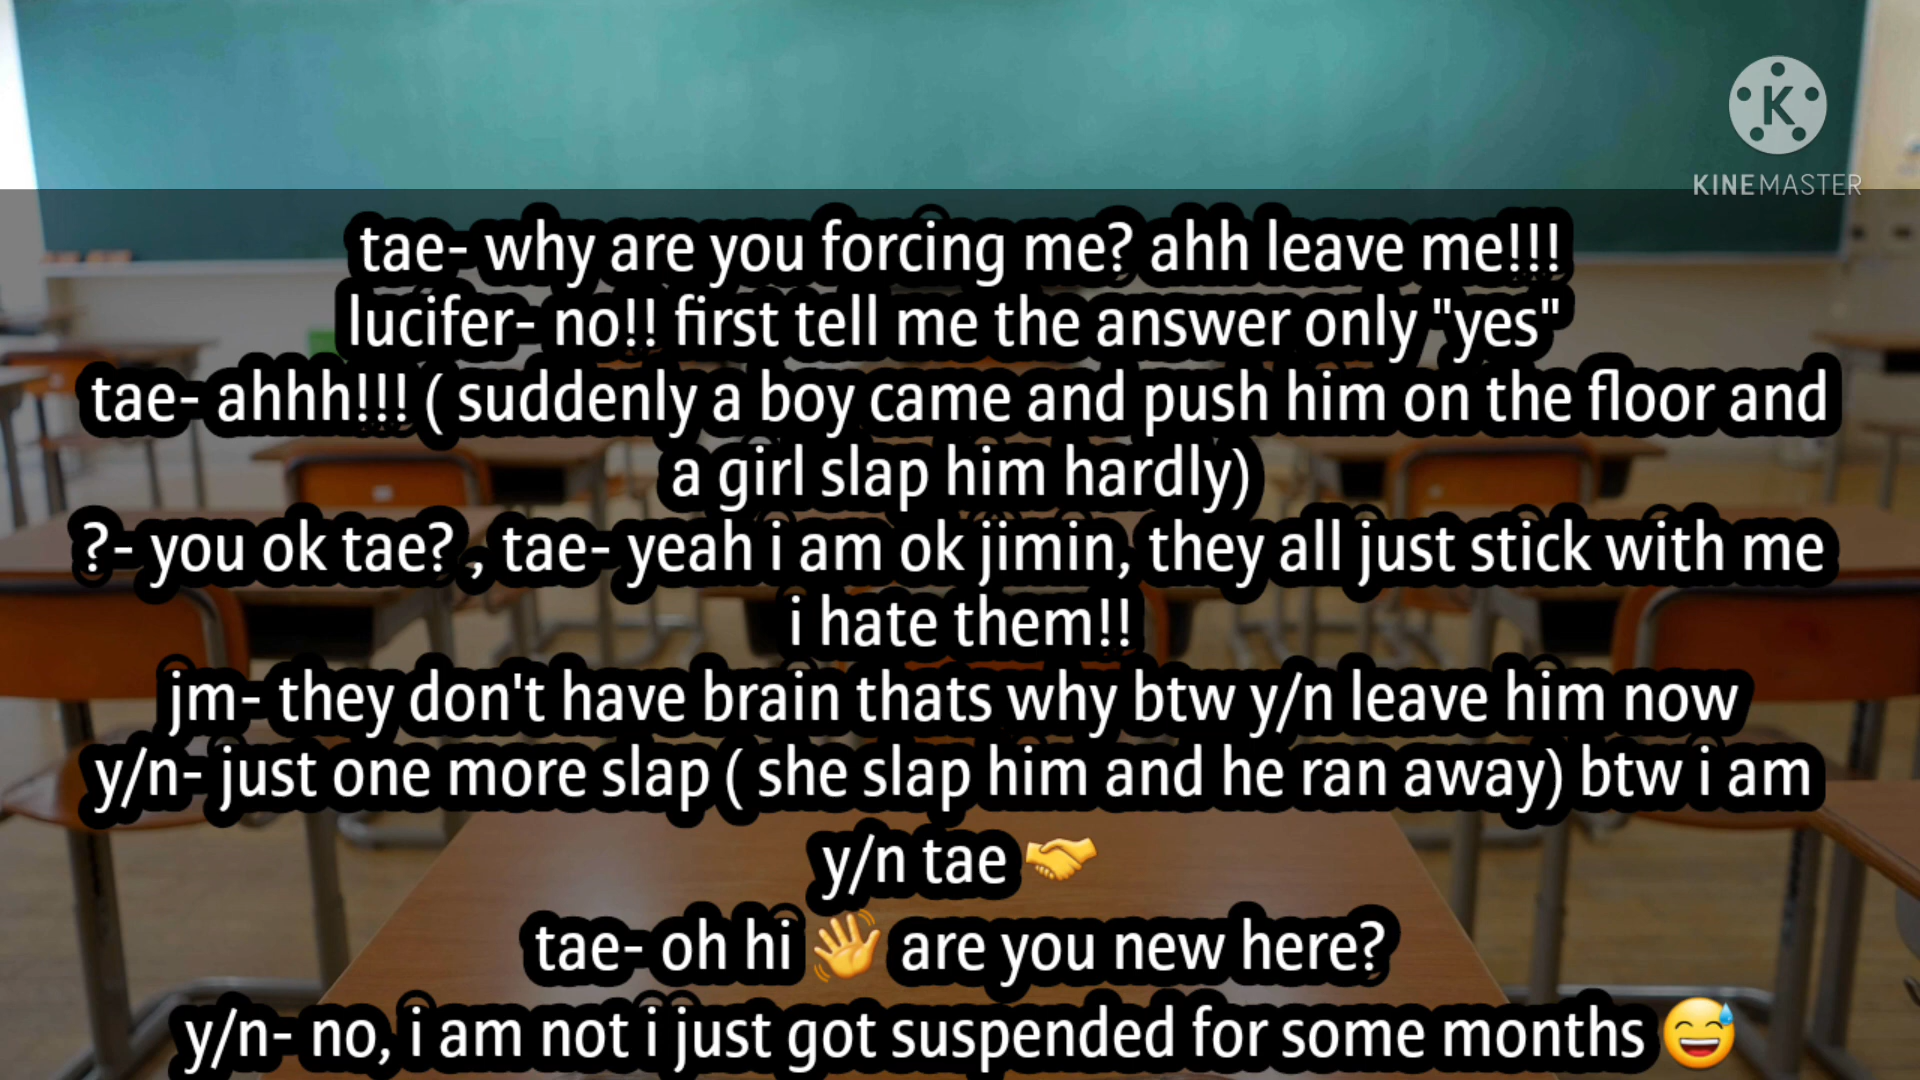 KINEMASTER
tae- why are you forcing me? ahh leave me!!!
lucifer- no!! first tell me the answer only "yes"
tae- ahhh!!! ( suddenly a boy came and push him on the floor and
a girl slap him hardly)
?- you ok tae? , tae- yeah i am ok jimin, they all just stick with me
i hate them!!
jm- they don't have brain thats why btw y/n leave him now
y/n- just one more slap ( she slap him and he ran away) btw i am
y/n tae 🤝
tae- oh hi 👋 are you new here?
y/n- no, i am not i just got suspended for some months 😅